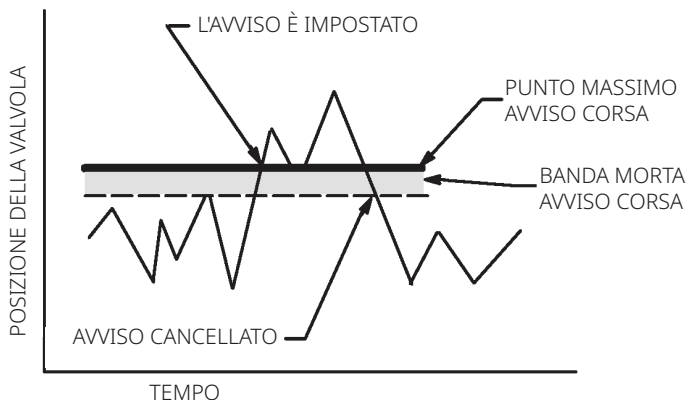 L'AVVISO È IMPOSTATO
PUNTO MASSIMO
AVVISO CORSA
BANDA MORTA
AVVISO CORSA
POSIZIONE DELLA VALVOLA
AVVISO CANCELLATO
TEMPO